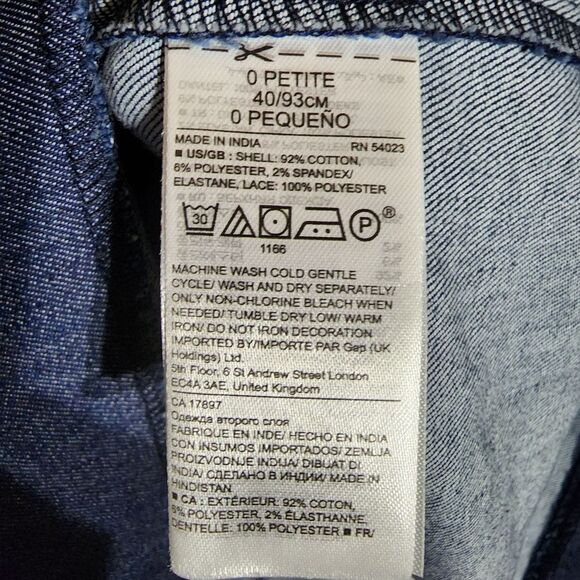 0 PETITE
40/93CM
0 PEQUEÑO
MADE IN INDIA RN 54023
■ US/GB : SHELL: 92% COTTON,
6% POLYESTER, 2% SPANDEX/
ELASTANE, LACE: 100% POLYESTER
30 P ®
1166
MACHINE WASH COLD GENTLE
CYCLE/ WASH AND DRY SEPARATELY/
ONLY NON-CHLORINE BLEACH WHEN
NEEDED/ TUMBLE DRY LOW/ WARM
IRON/ DO NOT IRON DECORATION
IMPORTED BY/IMPORTE PAR Gap (UK
Holdings) Ltd.
5th Floor, 6 St Andrew Street London
EC4A 3AE, United Kingdom
CA 17897
Одежда второго слоя
FABRIQUE EN INDE/ HECHO EN INDIA
CON INSUMOS IMPORTADOS/ ZEMLJA
PROIZVODNJE INDIJA/ DIBUAT DI
INDIA/ СДЕЛАНО В ИНДИИ/ MADE IN
HINDISTAN
■ CA : EXTÉRIEUR: 92% COTON,
6% POLYESTER, 2% ÉLASTHANNE,
DENTELLE: 100% POLYESTER ■ FR/